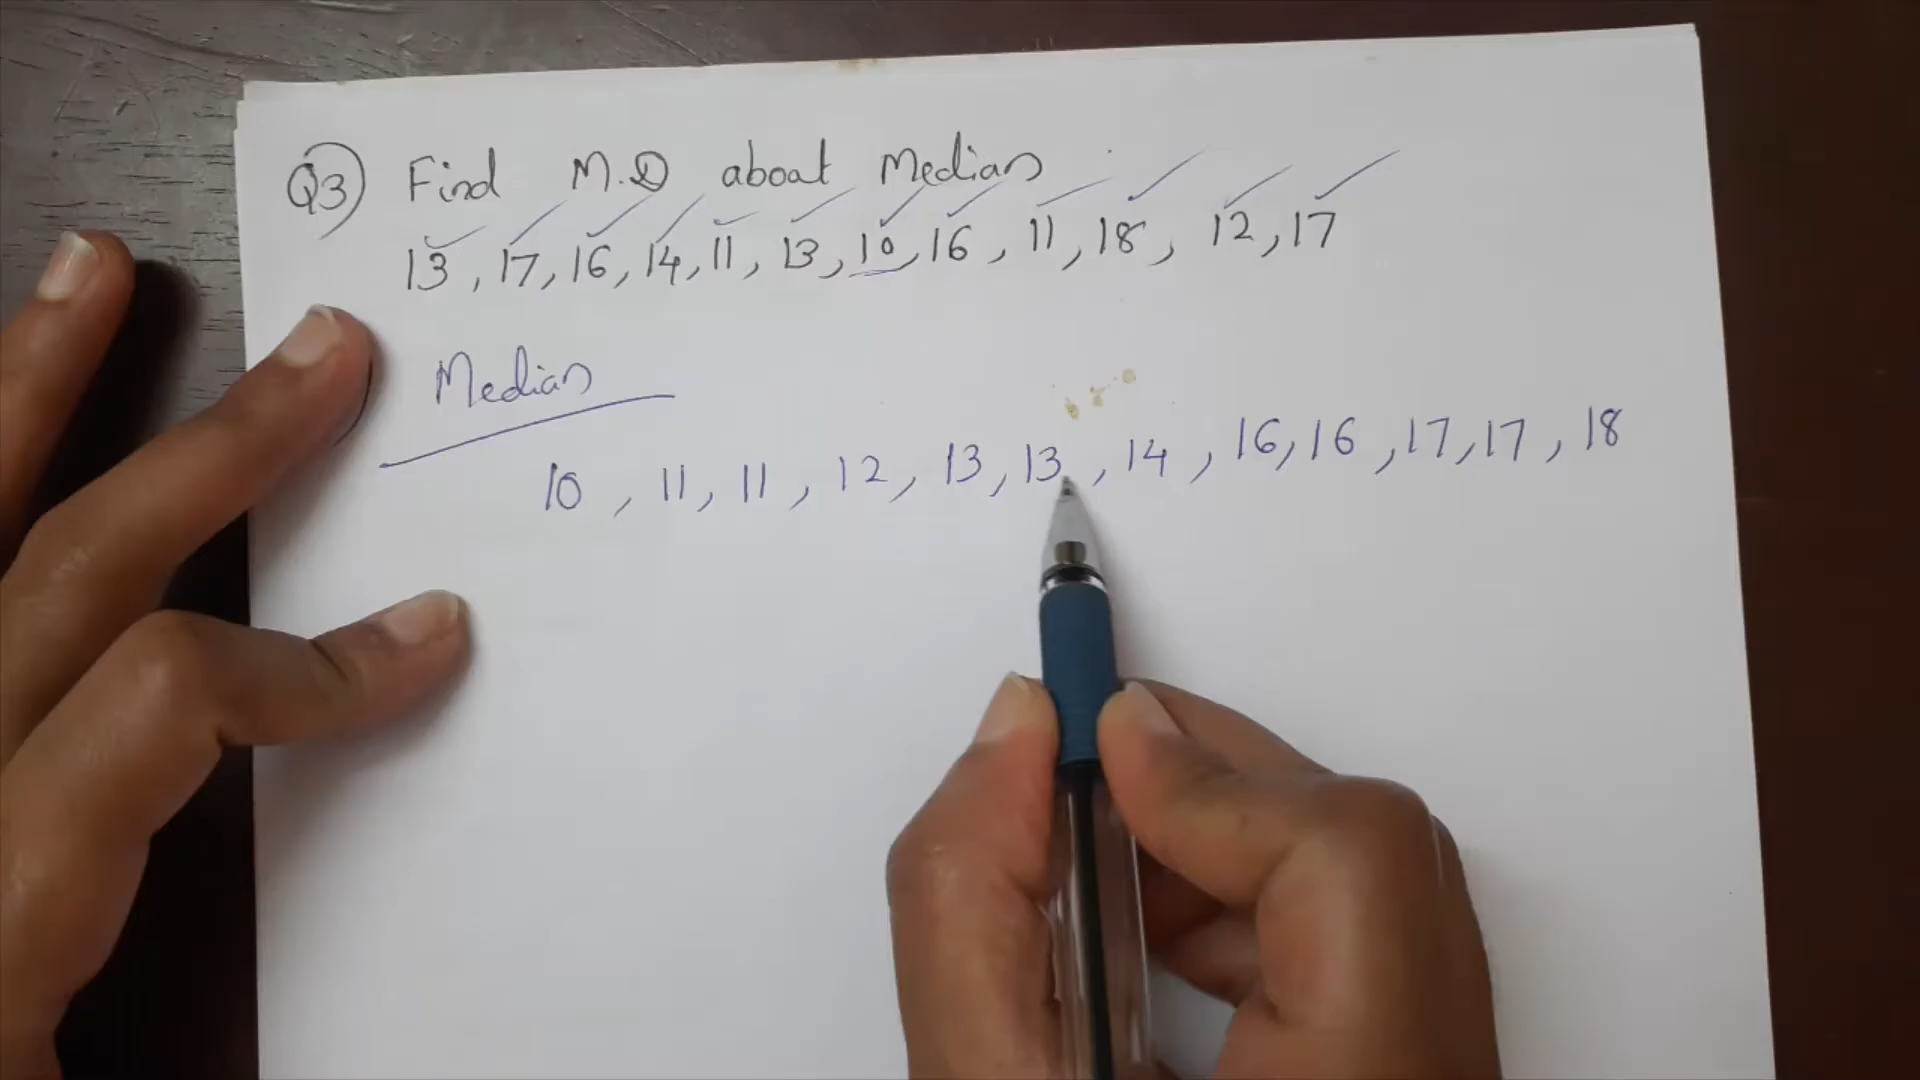 Q3) Find M.D about Median
13, 17, 16, 14, 11, 13, 10, 16, 11, 18, 12, 17
Median
10, 11, 11, 12, 13, 13, 14, 16, 16, 17, 17, 18